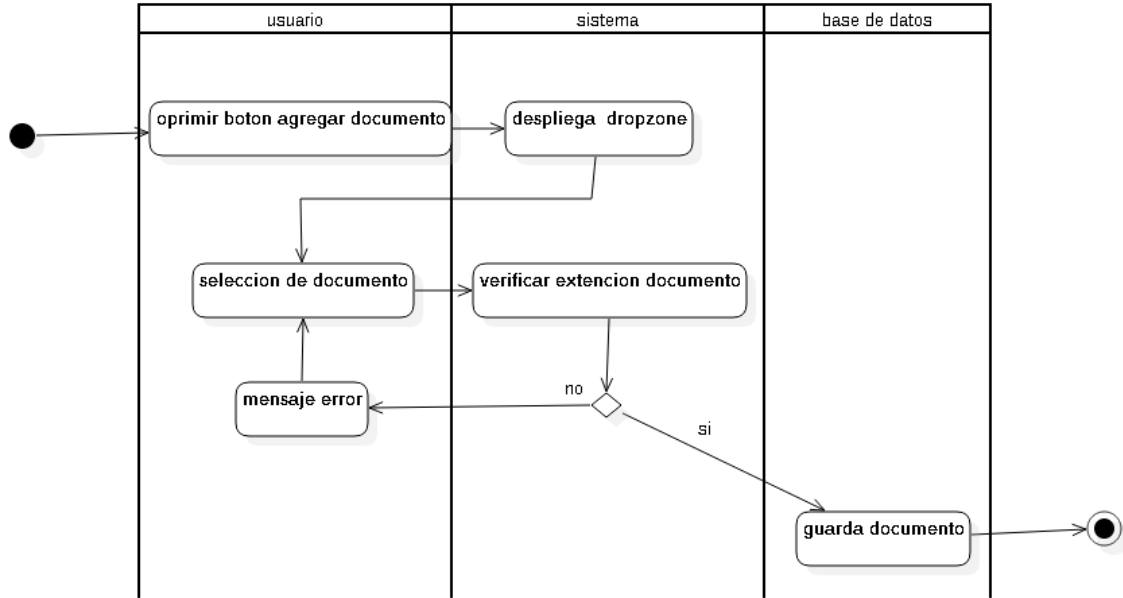 usuario
sistema
base de datos
oprimir boton agregar documento
despliega dropzone
seleccion de documento
verificar extencion documento
no
mensaje error
si
guarda documento